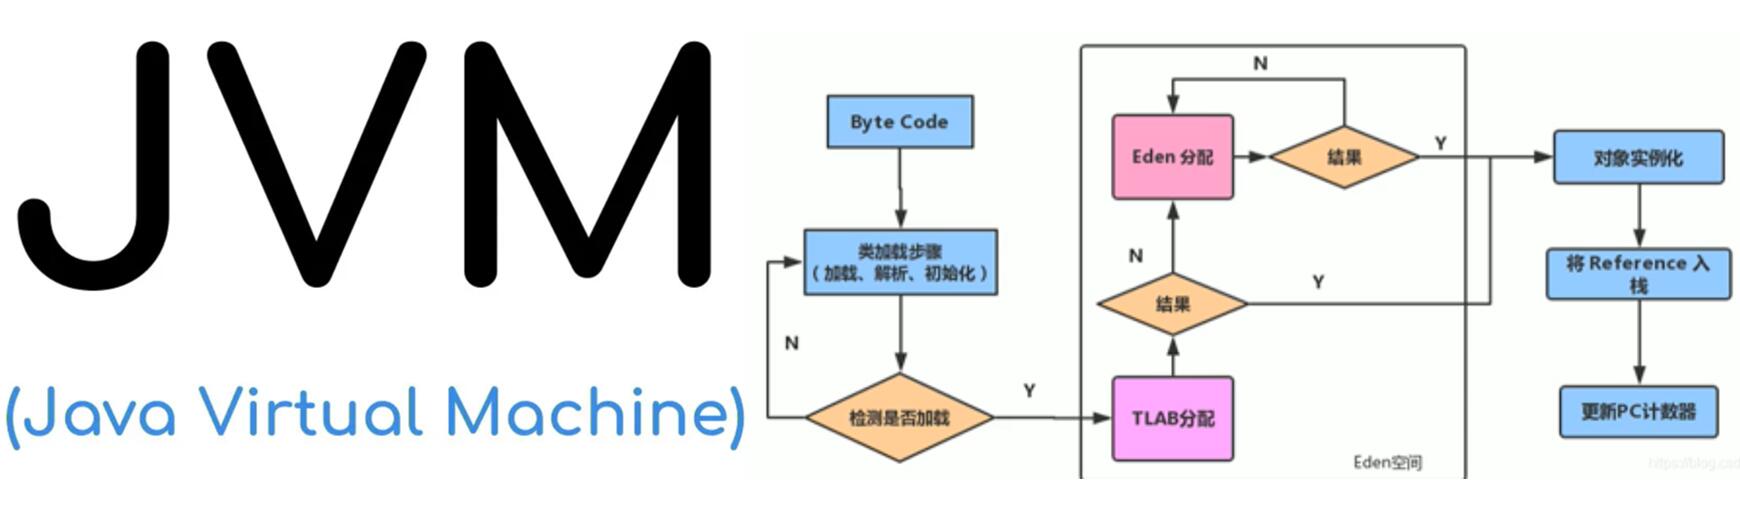 JVM
(Java Virtual Machine)
Byte Code
类加载步骤
（加载、解析、初始化）
N
检测是否加载
Y
N
Eden 分配
结果
Y
N
结果
Y
TLAB分配
Eden空间
对象实例化
将 Reference 入
栈
更新PC计数器
https://blog.csd